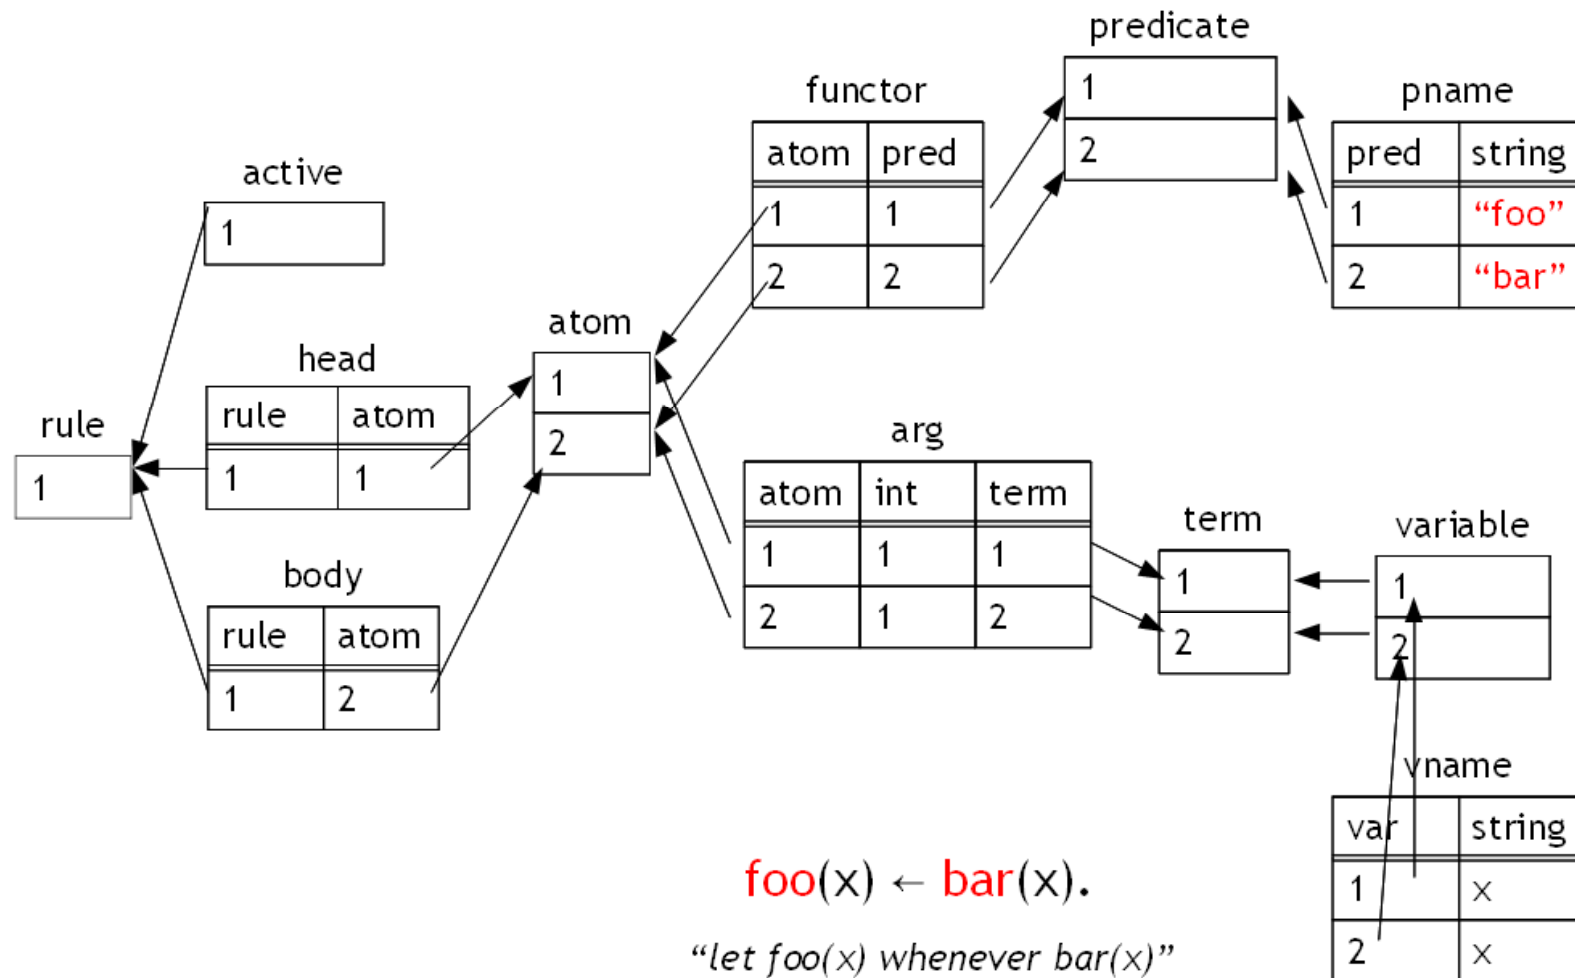 predicate
1
2
functor
atom pred
1 1
2 2
pname
pred string
1 “foo”
2 “bar”
active
1
head
rule atom
1 1
rule
1
body
rule atom
1 2
atom
1
2
arg
atom int term
1 1 1
2 1 2
term
1
2
variable
1
2
vname
var string
1 x
2 x
foo(x) ← bar(x).
“let foo(x) whenever bar(x)”